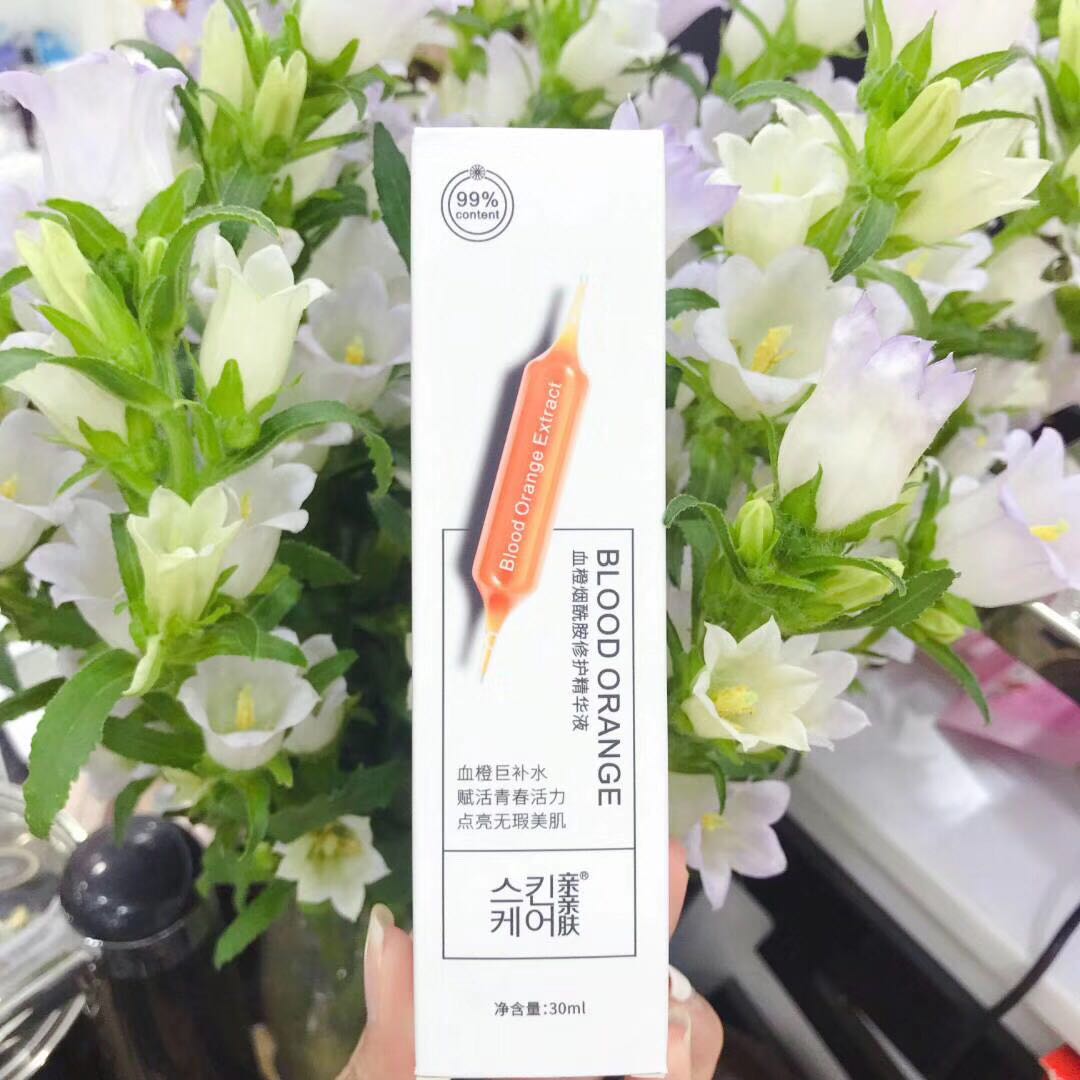 99%
content
Blood Orange Extract
BLOOD ORANGE
血橙烟酰胺修护精华液
血橙巨补水
赋活青春活力
点亮无瑕美肌
스킨
케어
亲亲肤®
净含量:30ml